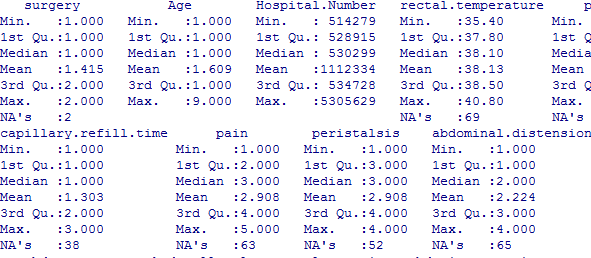 surgery Age Hospital.Number rectal.temperature p
Min. :1.000 Min. :1.000 Min. : 514279 Min. :35.40 Min.
1st Qu.:1.000 1st Qu.:1.000 1st Qu.: 528915 1st Qu.:37.80 1st Q
Median :1.000 Median :1.000 Median : 530299 Median :38.10 Media
Mean :1.415 Mean :1.609 Mean :1112334 Mean :38.13 Mean
3rd Qu.:2.000 3rd Qu.:1.000 3rd Qu.: 534728 3rd Qu.:38.50 3rd Q
Max. :2.000 Max. :9.000 Max. :5305629 Max. :40.80 Max.
NA's :2 NA's :69 NA's
capillary.refill.time pain peristalsis abdominal.distension
Min. :1.000 Min. :1.000 Min. :1.000 Min. :1.000
1st Qu.:1.000 1st Qu.:2.000 1st Qu.:3.000 1st Qu.:1.000
Median :1.000 Median :3.000 Median :3.000 Median :2.000
Mean :1.303 Mean :2.908 Mean :2.908 Mean :2.224
3rd Qu.:2.000 3rd Qu.:4.000 3rd Qu.:4.000 3rd Qu.:3.000
Max. :3.000 Max. :5.000 Max. :4.000 Max. :4.000
NA's :38 NA's :63 NA's :52 NA's :65